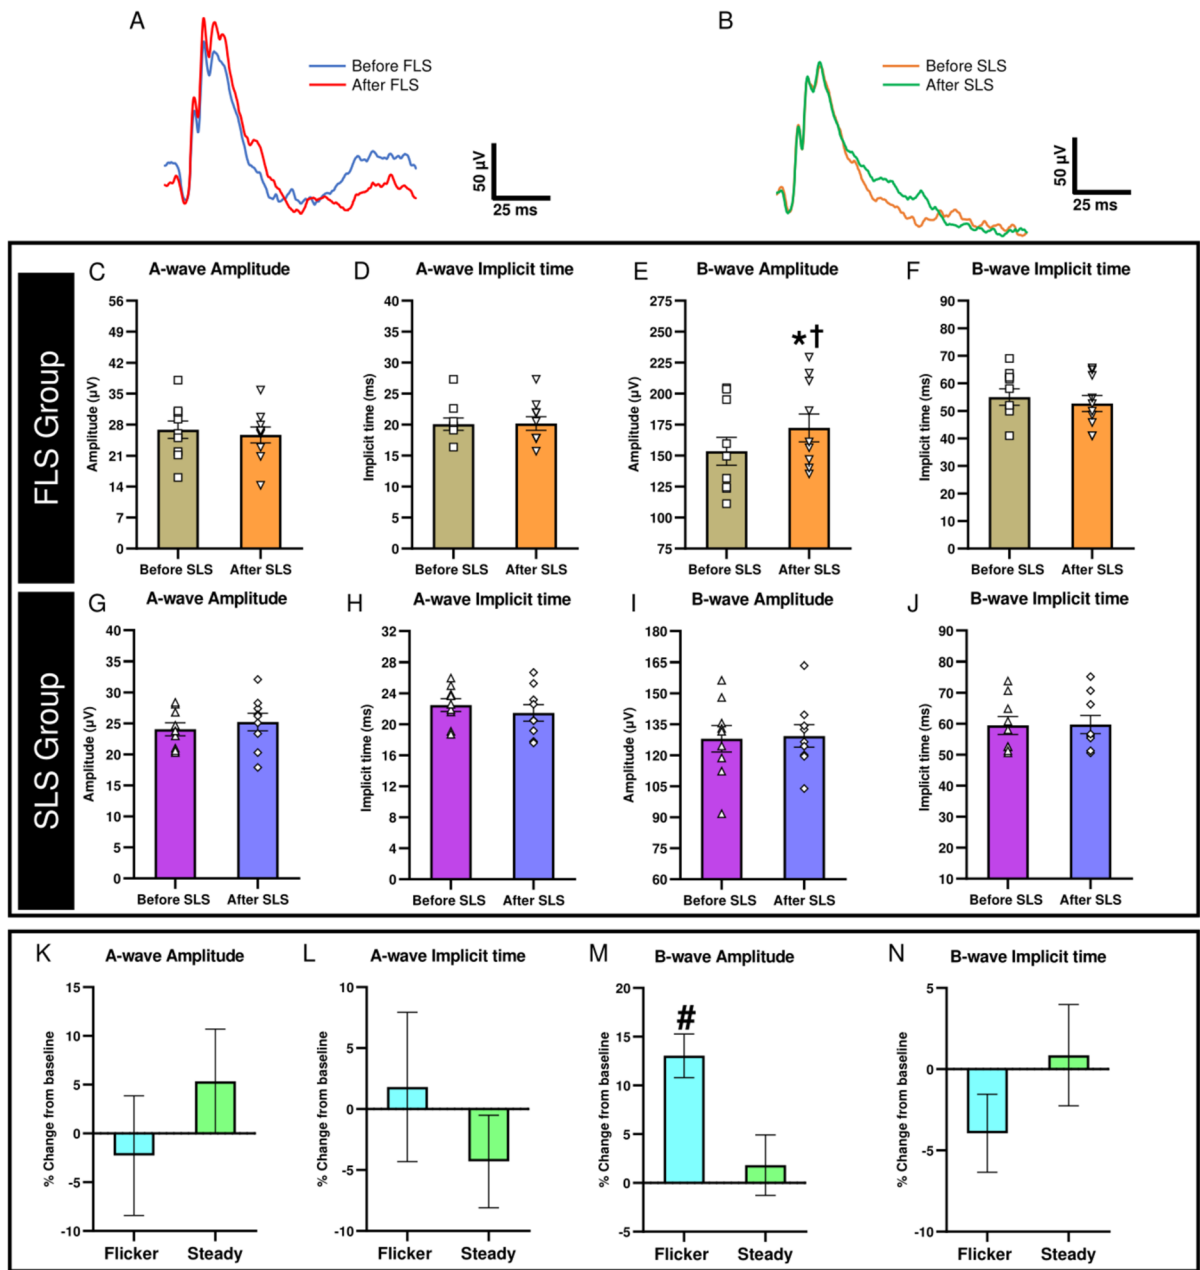 A
B
Before FLS
After FLS
Before SLS
After SLS
50 µV
25 ms
50 µV
25 ms
FLS Group
C
A-wave Amplitude
Amplitude (µV)
56
49
42
35
28
21
14
7
0
Before SLS After SLS
D
A-wave Implicit time
Implicit time (ms)
40
35
30
25
20
15
10
5
0
Before SLS After SLS
E
B-wave Amplitude
Amplitude (µV)
275
250
225
200
175
150
125
100
75
*†
Before SLS After SLS
F
B-wave Implicit time
Implicit time (ms)
90
80
70
60
50
40
30
20
10
0
Before SLS After SLS
SLS Group
G
A-wave Amplitude
Amplitude (µV)
40
35
30
25
20
15
10
5
0
Before SLS After SLS
H
A-wave Implicit time
Implicit time (ms)
32
28
24
20
16
12
8
4
0
Before SLS After SLS
I
B-wave Amplitude
Amplitude (µV)
180
165
150
135
120
105
90
75
60
Before SLS After SLS
J
B-wave Implicit time
Implicit time (ms)
90
80
70
60
50
40
30
20
10
Before SLS After SLS
K
A-wave Amplitude
% Change from baseline
15
10
5
0
-5
-10
Flicker Steady
L
A-wave Implicit time
% Change from baseline
10
5
0
-5
-10
Flicker Steady
M
B-wave Amplitude
% Change from baseline
20
15
10
5
0
-5
#
Flicker Steady
N
B-wave Implicit time
% Change from baseline
5
0
-5
-10
Flicker Steady